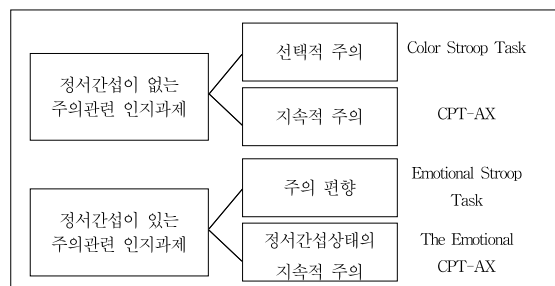 정서간섭이 없는
주의관련 인지과제
선택적 주의
Color Stroop Task
지속적 주의
CPT-AX
정서간섭이 있는
주의관련 인지과제
주의 편향
Emotional Stroop
Task
정서간섭상태의
지속적 주의
The Emotional
CPT-AX